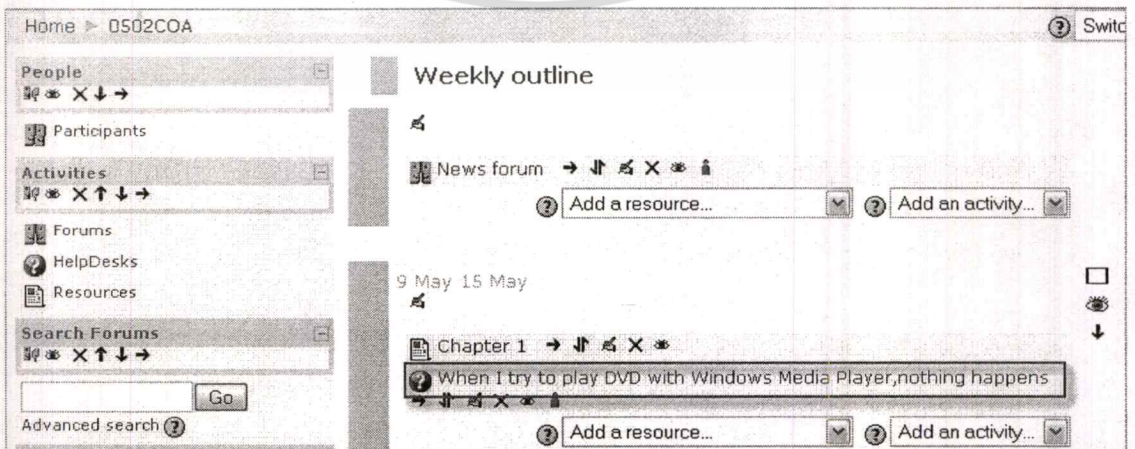 Home ► 0502COA
Switc
People
Participants
Activities
Forums
HelpDesks
Resources
Search Forums
Go
Advanced search
Weekly outline
News forum
Add a resource...
Add an activity...
9 May 15 May
Chapter 1
When I try to play DVD with Windows Media Player,nothing happens
Add a resource...
Add an activity...